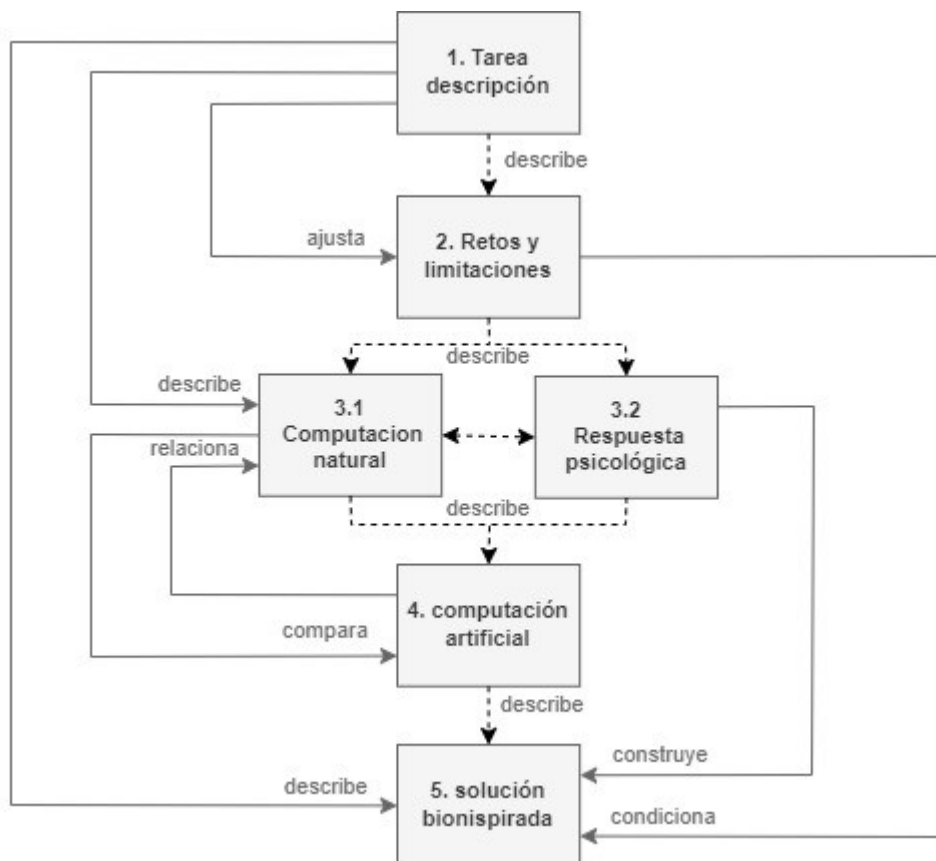 1. Tarea
descripción
describe
ajusta
2. Retos y
limitaciones
describe
describe
3.1
Computacion
natural
3.2
Respuesta
psicológica
relaciona
describe
4. computación
artificial
compara
describe
construye
describe
5. solución
bionispirada
condiciona